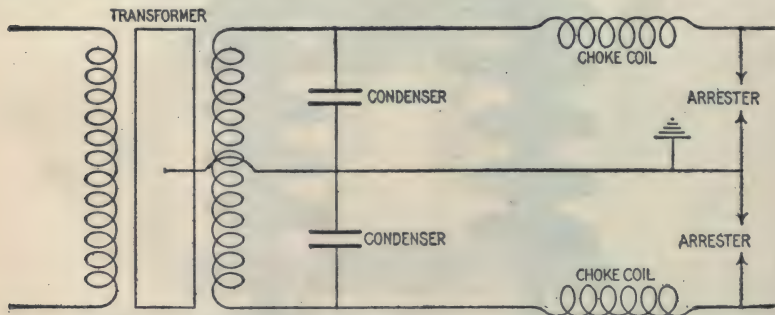 TRANSFORMER
CHOKE COIL
CONDENSER
ARRESTER
CONDENSER
ARRESTER
CHOKE COIL